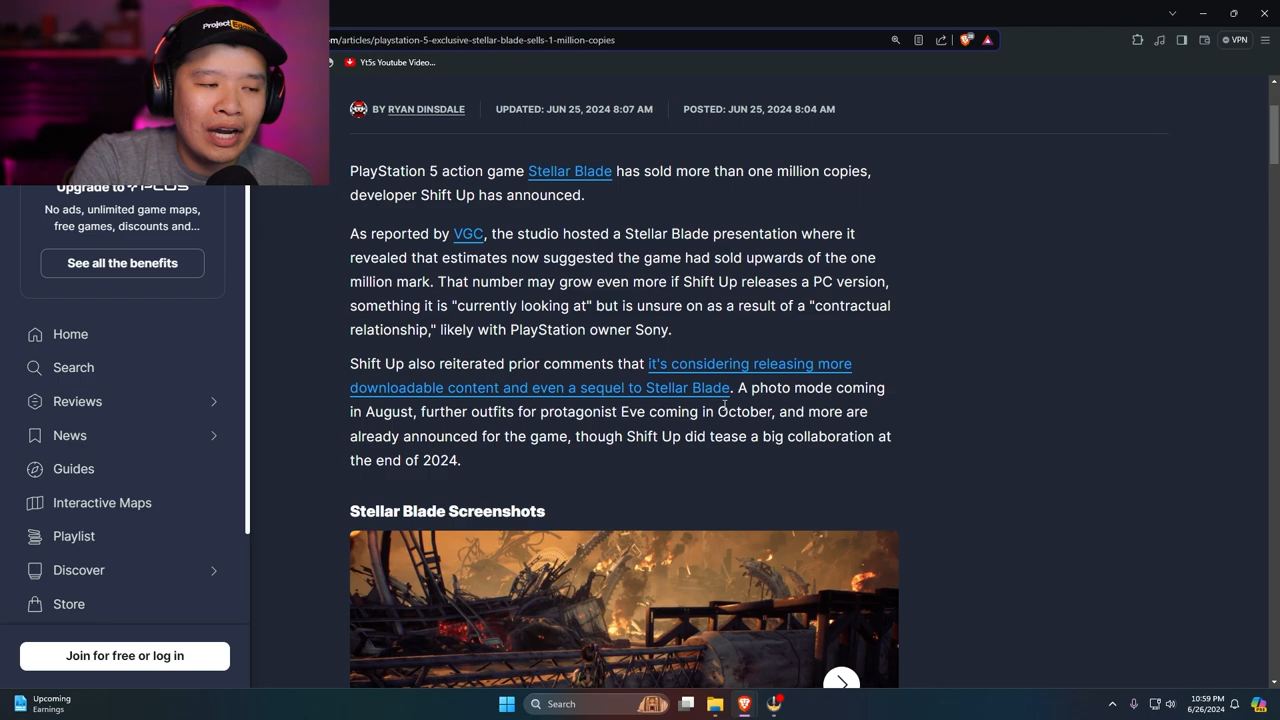 Project
om/articles/playstation-5-exclusive-stellar-blade-sells-1-million-copies
VPN
Yt5s Youtube Video...
BY RYAN DINSDALE
UPDATED: JUN 25, 2024 8:07 AM
POSTED: JUN 25, 2024 8:04 AM
PlayStation 5 action game Stellar Blade has sold more than one million copies,
developer Shift Up has announced.
As reported by VGC, the studio hosted a Stellar Blade presentation where it
revealed that estimates now suggested the game had sold upwards of the one
million mark. That number may grow even more if Shift Up releases a PC version,
something it is "currently looking at" but is unsure on as a result of a "contractual
relationship," likely with PlayStation owner Sony.
Shift Up also reiterated prior comments that it's considering releasing more
downloadable content and even a sequel to Stellar Blade. A photo mode coming
in August, further outfits for protagonist Eve coming in October, and more are
already announced for the game, though Shift Up did tease a big collaboration at
the end of 2024.
Stellar Blade Screenshots
Upgrade to
No ads, unlimited game maps,
free games, discounts and...
See all the benefits
Home
Search
Reviews
News
Guides
Interactive Maps
Playlist
Discover
Store
Join for free or log in
Upcoming
Earnings
Search
10:59 PM
6/26/2024